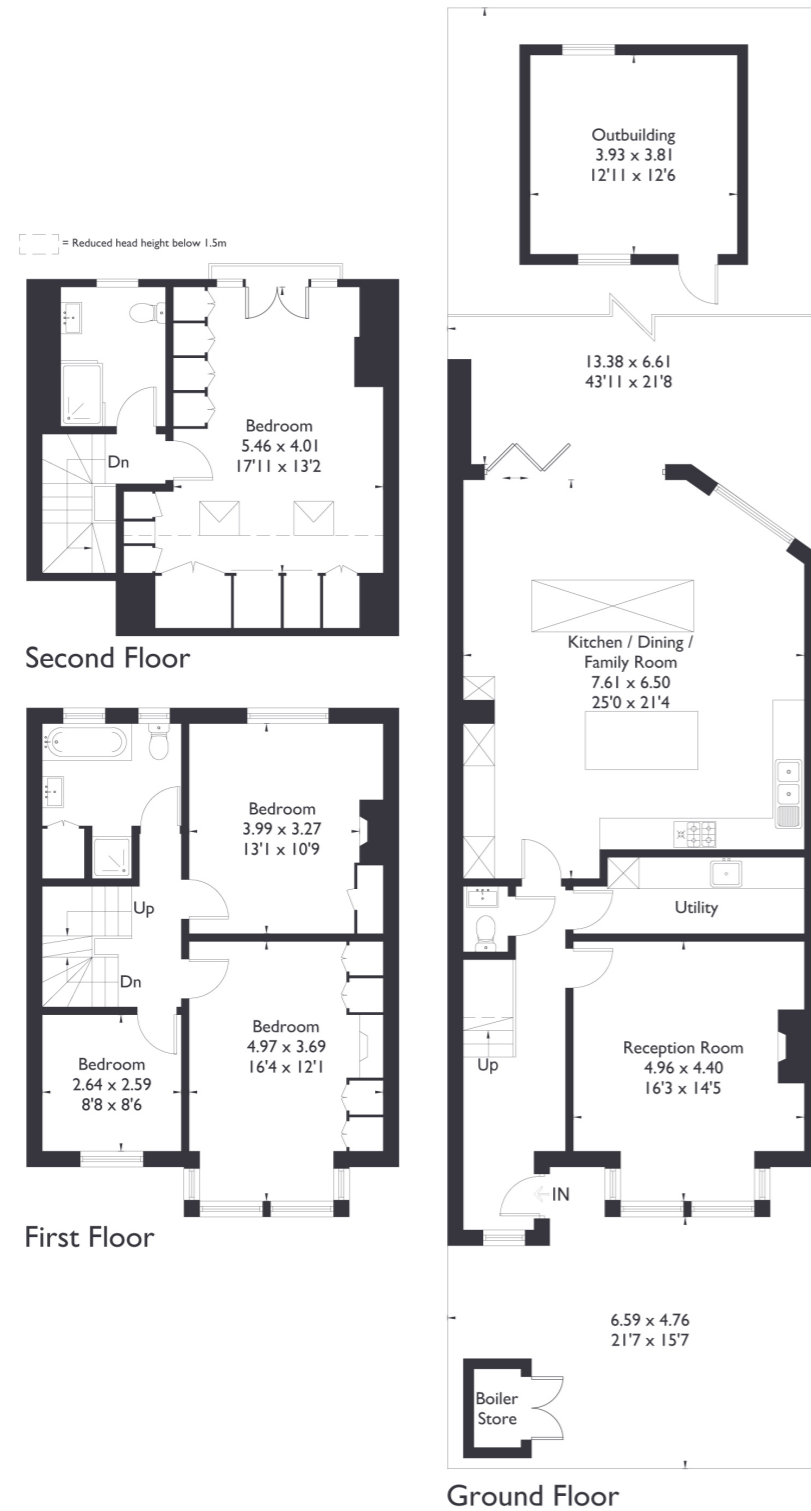 = Reduced head height below 1.5m
Bedroom
5.46 x 4.01
17'11 x 13'2
Dn
Second Floor
Bedroom
3.99 x 3.27
13'1 x 10'9
Up
Dn
Bedroom
4.97 x 3.69
16'4 x 12'1
Bedroom
2.64 x 2.59
8'8 x 8'6
First Floor
Outbuilding
3.93 x 3.81
12'11 x 12'6
13.38 x 6.61
43'11 x 21'8
Kitchen / Dining /
Family Room
7.61 x 6.50
25'0 x 21'4
Utility
Reception Room
4.96 x 4.40
16'3 x 14'5
Up
IN
6.59 x 4.76
21'7 x 15'7
Boiler
Store
Ground Floor